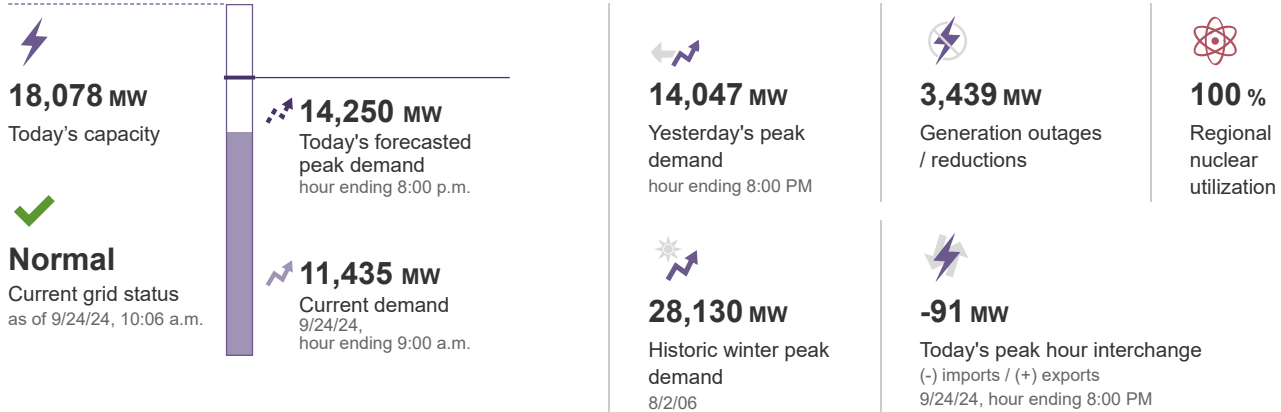 18,078 MW
Today’s capacity
Normal
Current grid status
as of 9/24/24, 10:06 a.m.
14,250 MW
Today's forecasted
peak demand
hour ending 8:00 p.m.
11,435 MW
Current demand
9/24/24,
hour ending 9:00 a.m.
14,047 MW
Yesterday's peak
demand
hour ending 8:00 PM
3,439 MW
Generation outages
/ reductions
100 %
Regional
nuclear
utilization
28,130 MW
Historic winter peak
demand
8/2/06
-91 MW
Today's peak hour interchange
(-) imports / (+) exports
9/24/24, hour ending 8:00 PM